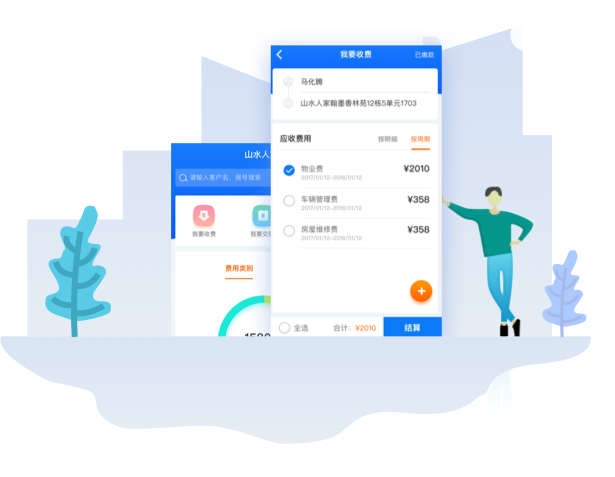 我要收费
已缴款
马化腾
山水人家翰墨香林苑12栋5单元1703
应收费用
按明细
按周期
物业费
¥2010
2017/01/12-2018/01/12
车辆管理费
¥358
2017/01/12-2018/01/12
房屋维修费
¥358
2017/01/12-2018/01/12
全选
合计：¥2010
结算
山水人
请输入客户名、房号搜索
我要收费
我要交
费用类别